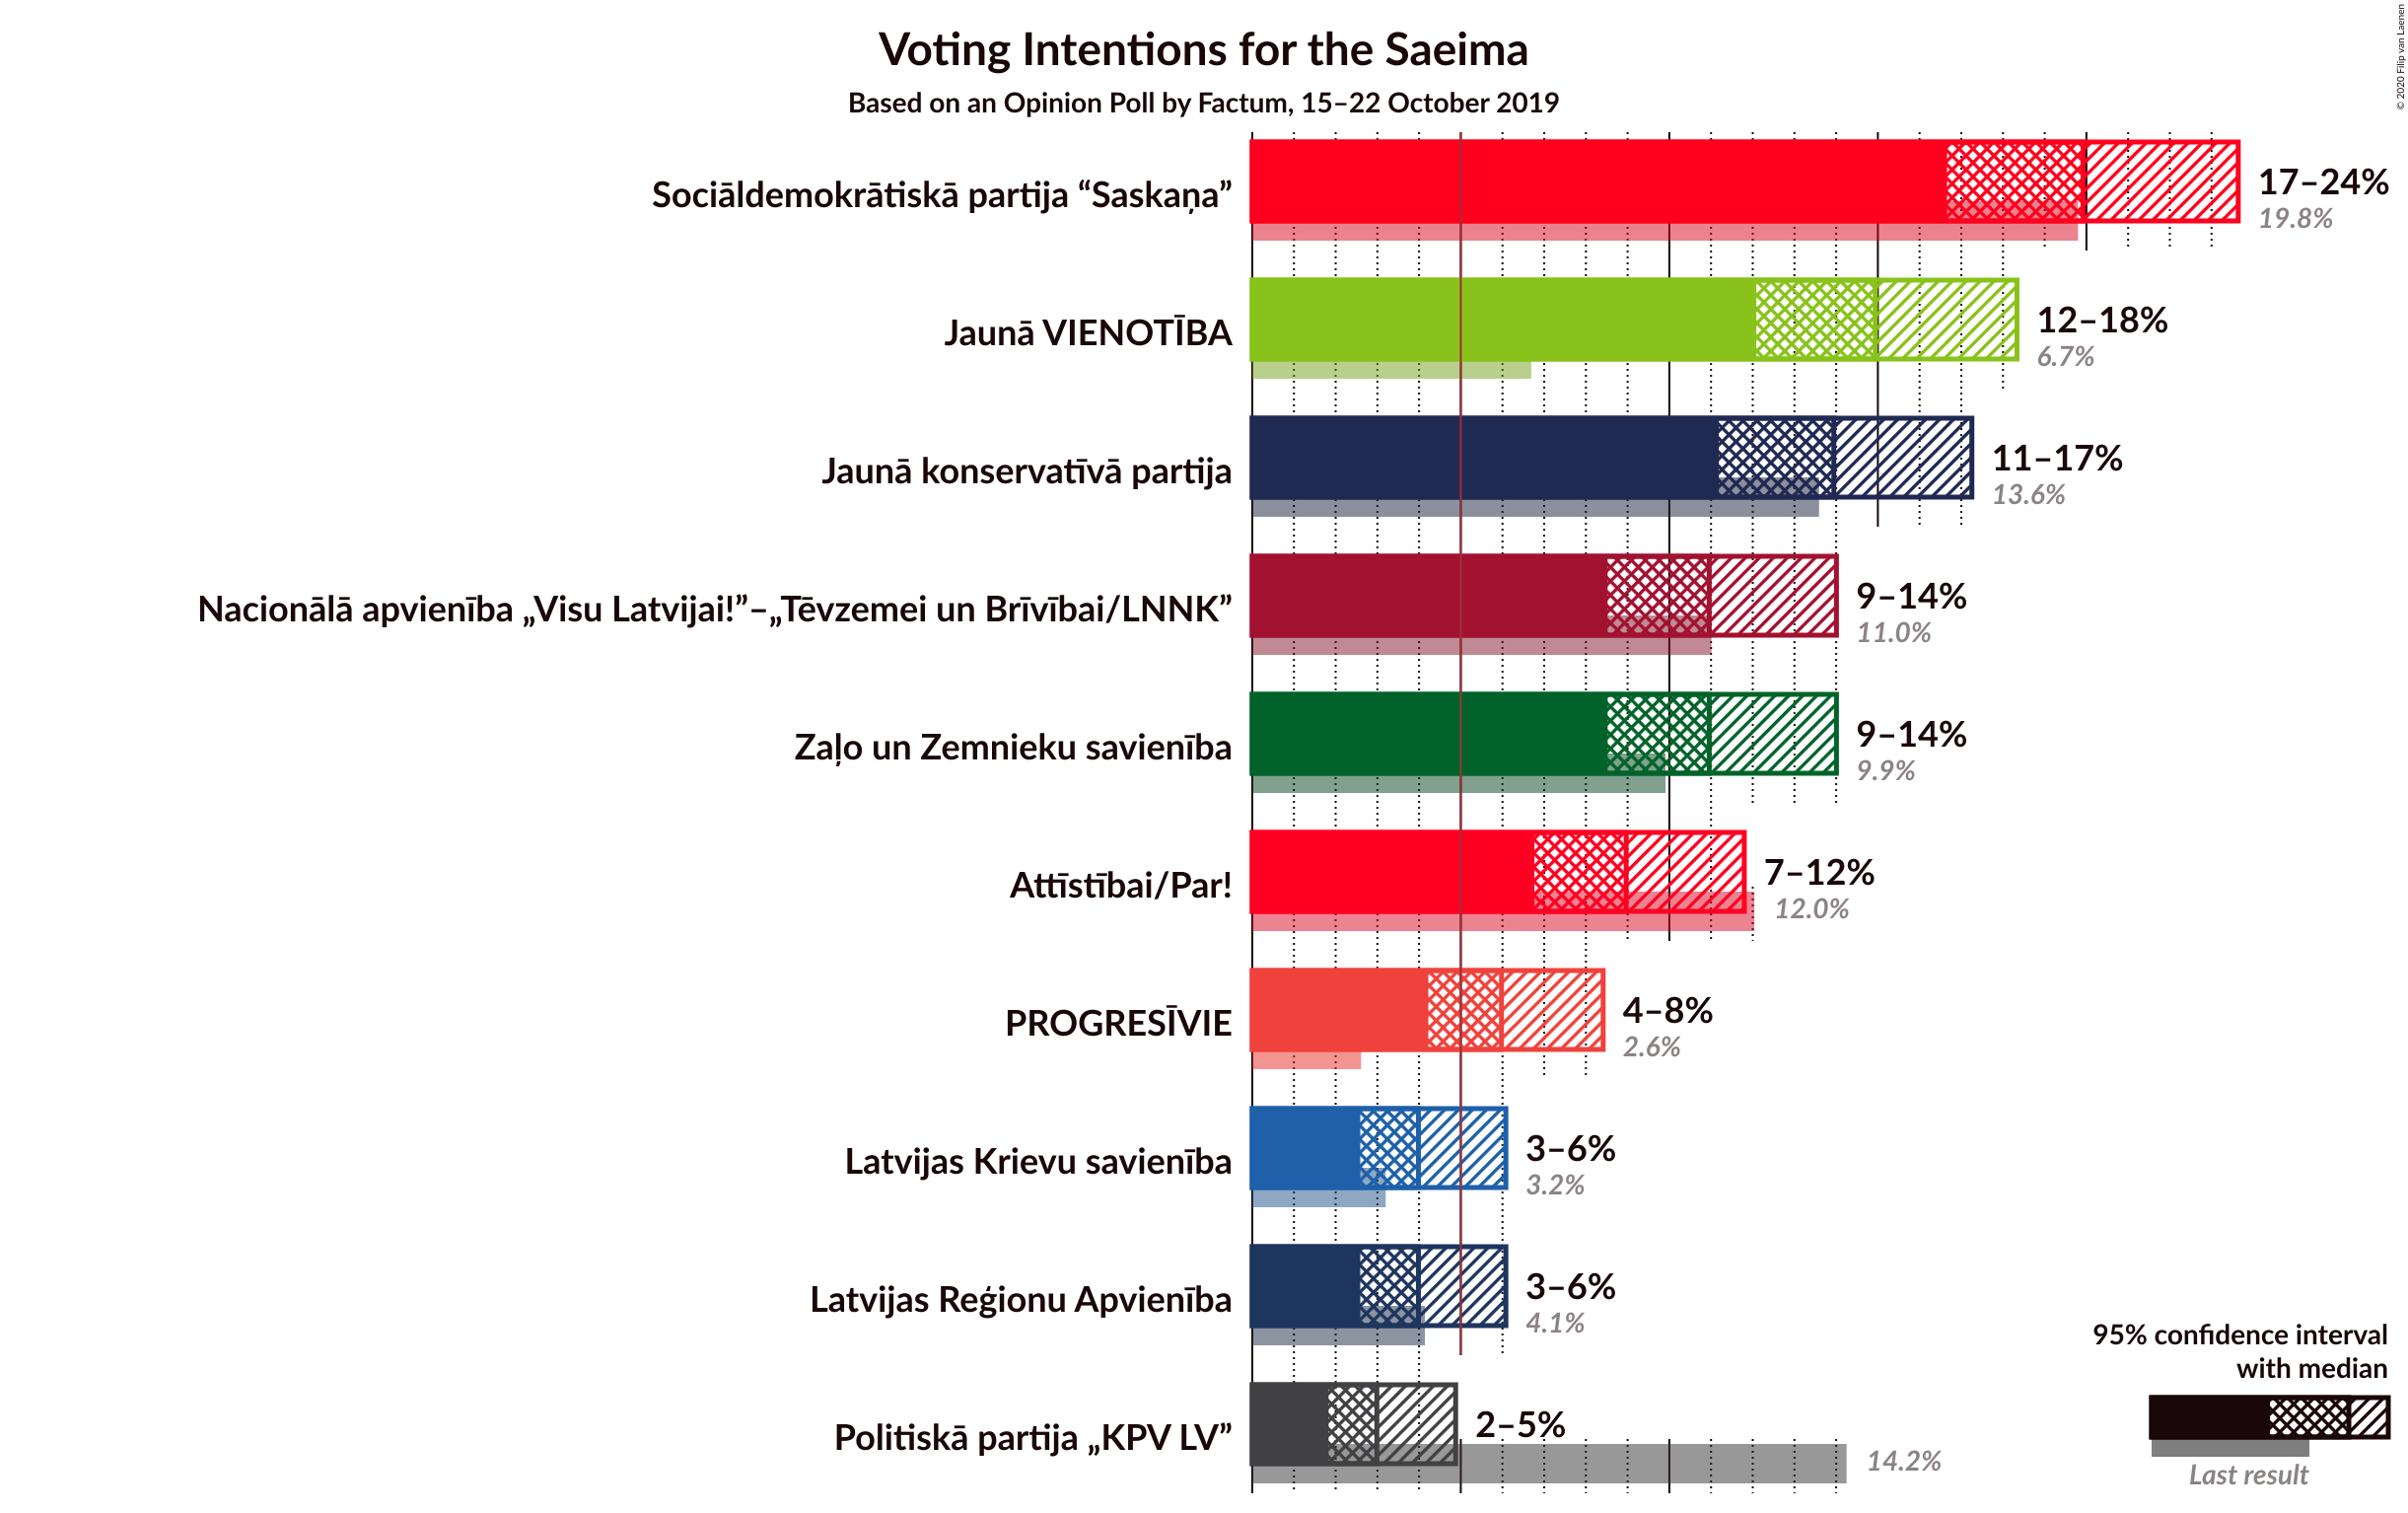 Voting Intentions for the Saeima
Based on an Opinion Poll by Factum, 15–22 October 2019
© 2020 Filip van Laenen
Sociāldemokrātiskā partija “Saskaņa”
17–24%
19.8%
Jaunā VIENOTĪBA
12–18%
6.7%
Jaunā konservatīvā partija
11–17%
13.6%
Nacionālā apvienība „Visu Latvijai!”–„Tēvzemei un Brīvībai/LNNK”
9–14%
11.0%
Zaļo un Zemnieku savienība
9–14%
9.9%
Attīstībai/Par!
7–12%
12.0%
PROGRESĪVIE
4–8%
2.6%
Latvijas Krievu savienība
3–6%
3.2%
Latvijas Reģionu Apvienība
3–6%
4.1%
Politiskā partija „KPV LV”
2–5%
14.2%
95% confidence interval
with median
Last result